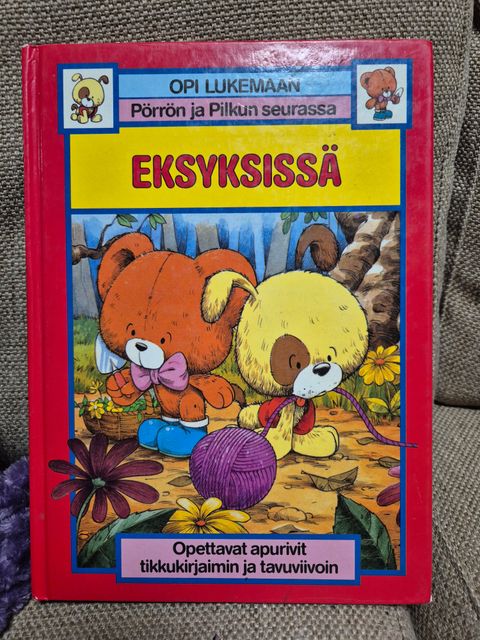 OPI LUKEMAAN
Pörrön ja Pilkun seurassa
EKSYKSISSÄ
Opettavat apurivit
tikkukirjaimin ja tavuviivoin